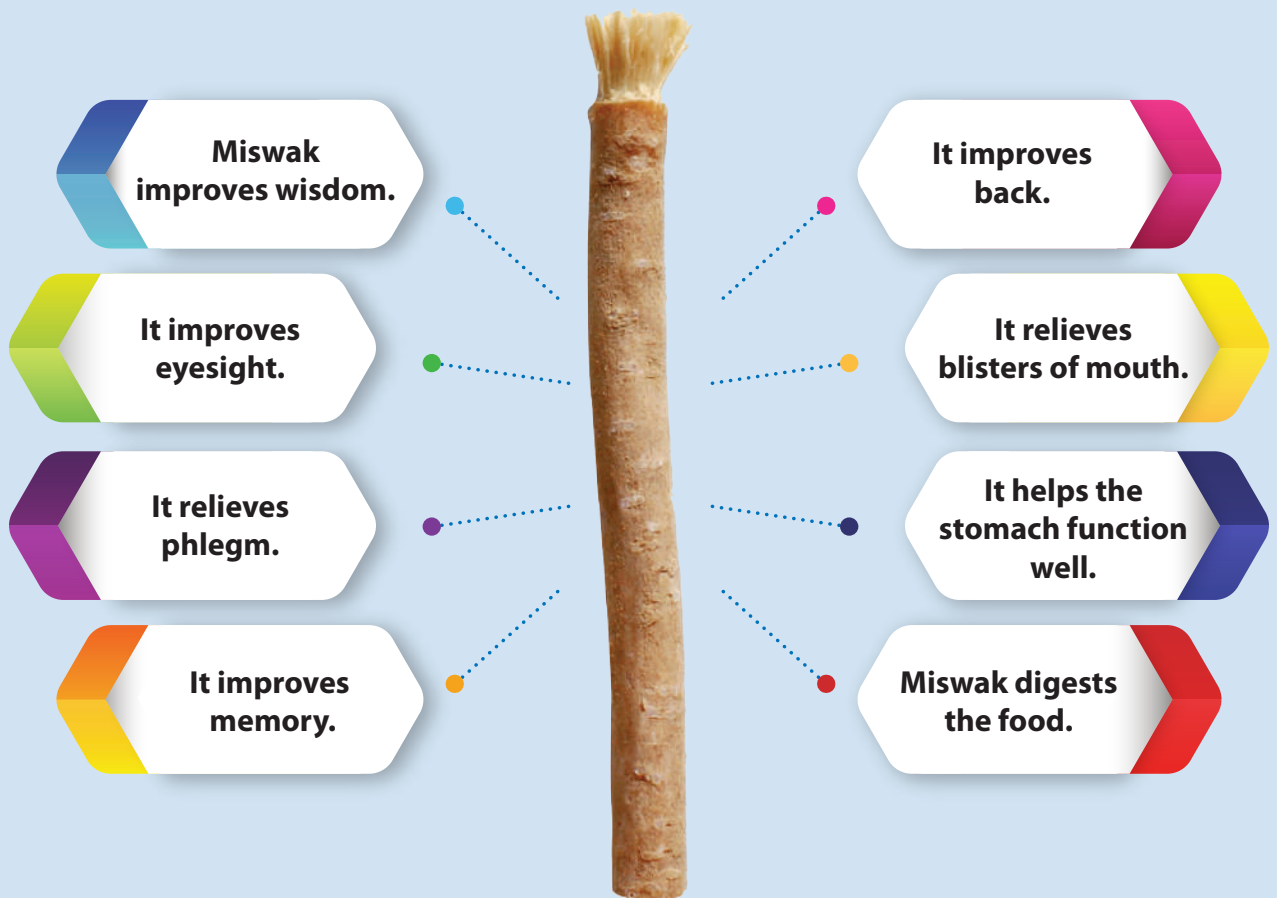 Miswak
improves wisdom.
It improves
eyesight.
It relieves
phlegm.
It improves
memory.
It improves
back.
It relieves
blisters of mouth.
It helps the
stomach function
well.
Miswak digests
the food.